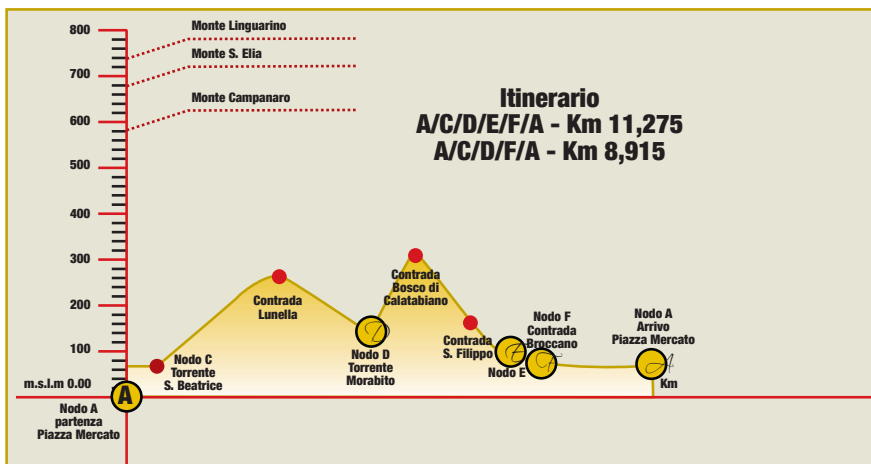 800
700
600
500
400
300
200
100
m.s.l.m 0.00
Monte Linguarino
Monte S. Elia
Monte Campanaro
Itinerario
A/C/D/E/F/A - Km 11,275
A/C/D/F/A - Km 8,915
A
Nodo A
partenza
Piazza Mercato
Nodo C
Torrente
S. Beatrice
Contrada
Lunella
D
Nodo D
Torrente
Morabito
Contrada
Bosco di
Calatabiano
Contrada
S. Filippo
E
Nodo E
Nodo F
Contrada
Broccano
F
Nodo A
Arrivo
Piazza Mercato
A
Km